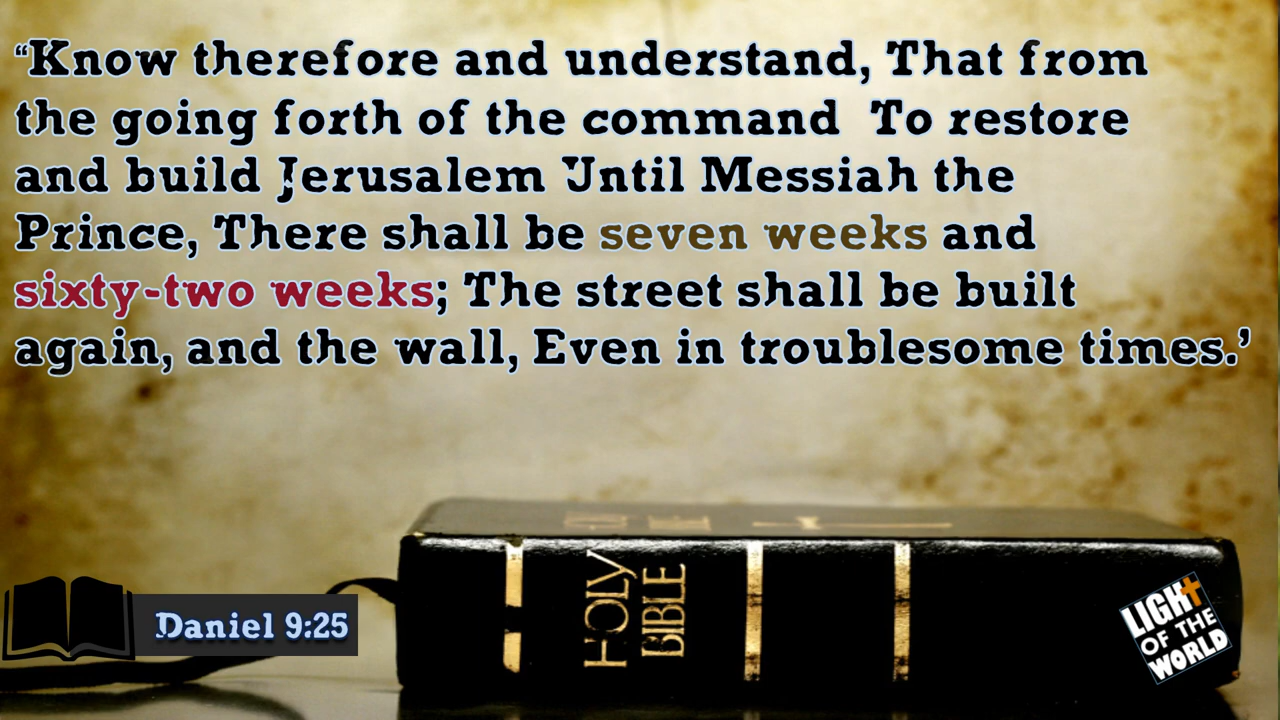 “Know therefore and understand, That from
the going forth of the command  To restore
and build Jerusalem Until Messiah the
Prince, There shall be seven weeks and
sixty-two weeks; The street shall be built
again, and the wall, Even in troublesome times.’
HOLY
BIBLE
Daniel 9:25
LIGHT
OF THE
WORLD